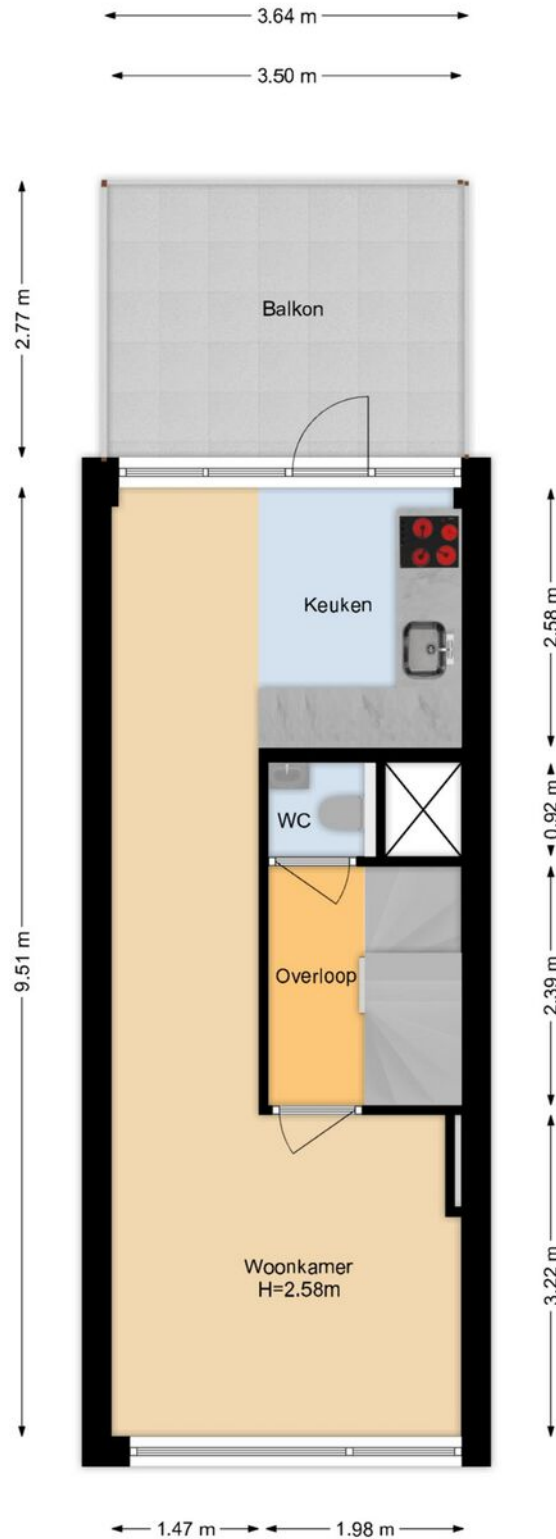 3.64 m
3.50 m
2.77 m
Balkon
Keuken
2.58 m
WC
0.92 m
9.51 m
Overloop
2.39 m
Woonkamer
H=2.58m
3.22 m
1.47 m
1.98 m